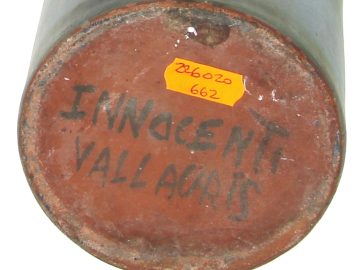 226020
662
INNOCENTI
VALLAURIS